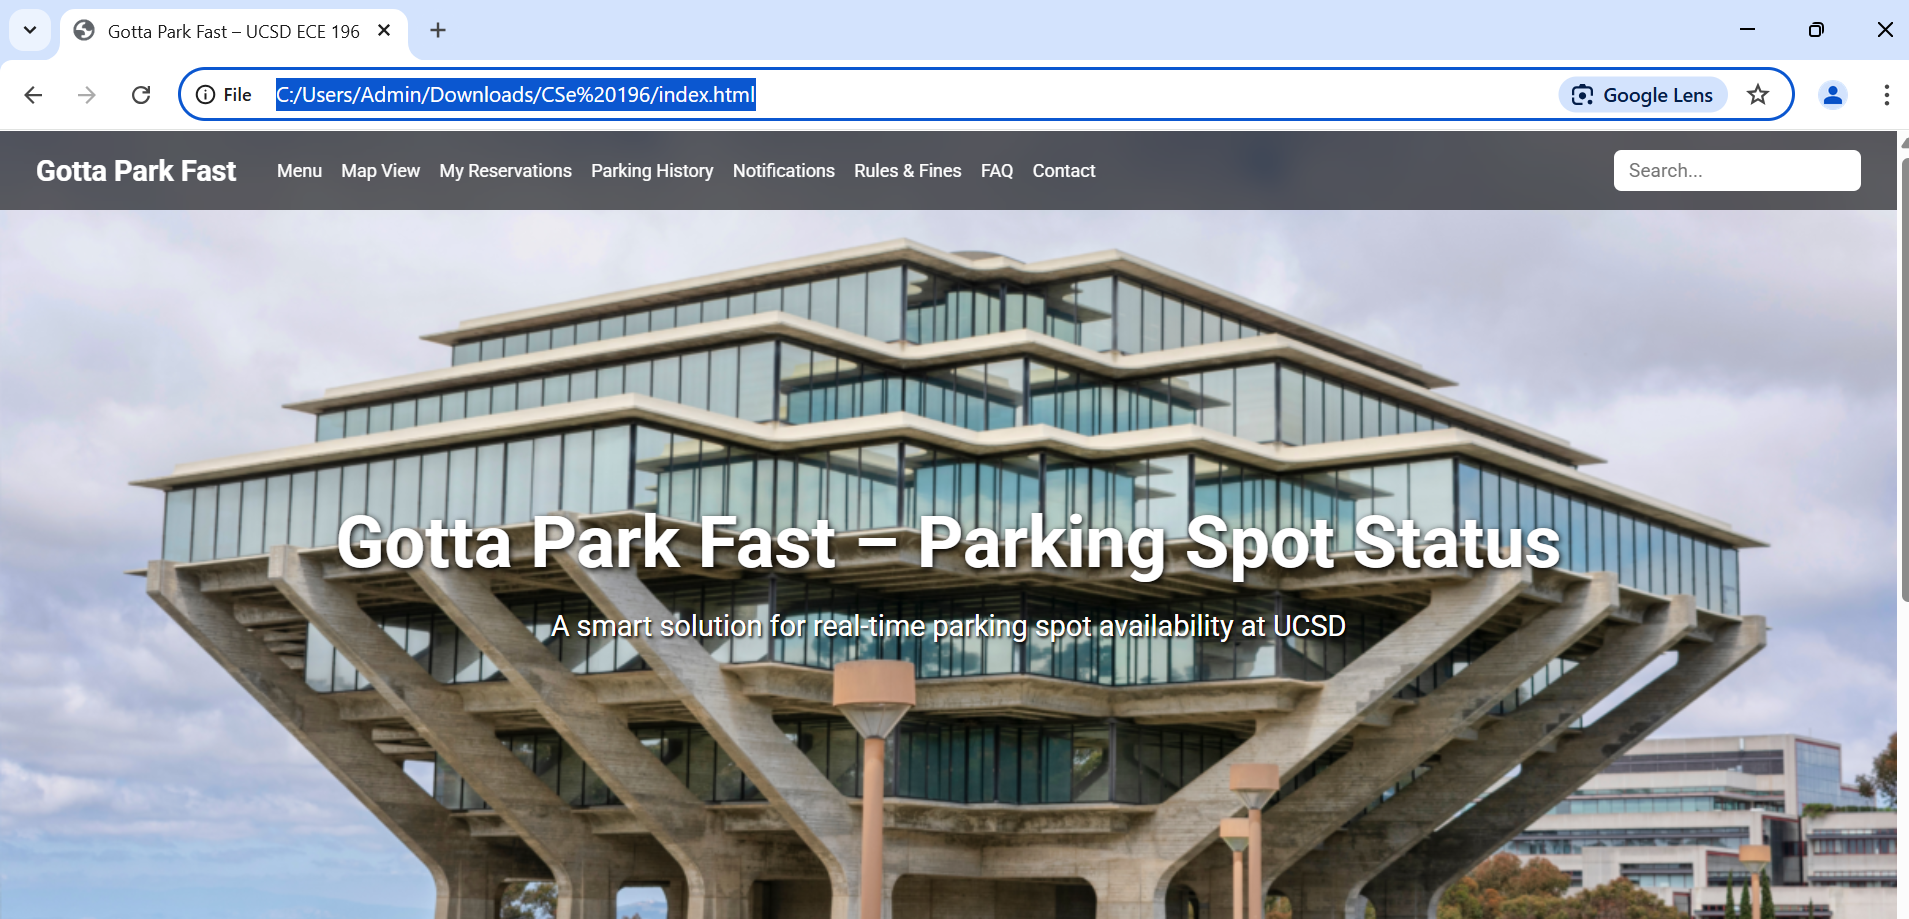 Gotta Park Fast – UCSD ECE 196
File C:/Users/Admin/Downloads/CSe%20196/index.html Google Lens
Gotta Park Fast Menu Map View My Reservations Parking History Notifications Rules & Fines FAQ Contact Search...
Gotta Park Fast – Parking Spot Status
A smart solution for real-time parking spot availability at UCSD